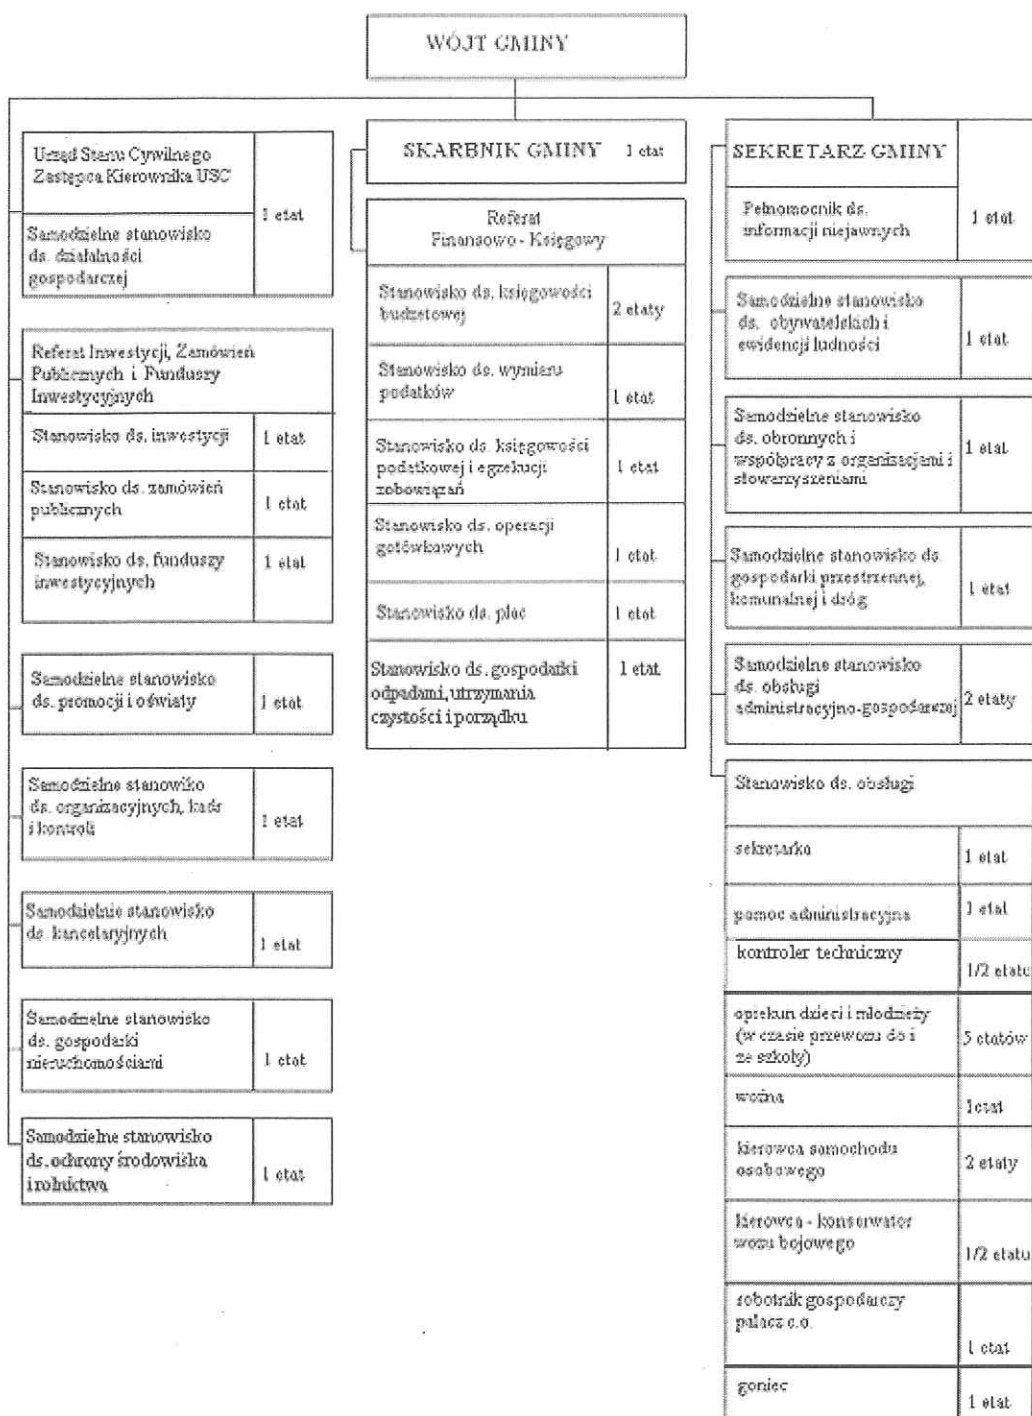 WÓJT GMINY
Urząd Stanu Cywilnego
Zastępca Kierownika USC
1 etat
Samodzielne stanowisko
ds. działalności
gospodarczej
Referat Inwestycji, Zamówień
Publicznych i Funduszy
Inwestycyjnych
Stanowisko ds. inwestycji 1 etat
Stanowisko ds. zamówień
publicznych 1 etat
Stanowisko ds. funduszy 1 etat
inwestycyjnych
Samodzielne stanowisko
ds. promocji i oświaty 1 etat
Samodzielne stanowiko
ds. organizacyjnych, kadr
i kontroli 1 etat
Samodzielnie stanowisko
ds kancelaryjnych
1 etat
Samodzielne stanowisko
ds. gospodarki
nieruchomościami 1 etat
Samodzielne stanowisko
ds. ochrony środowiska
i rolnictwa 1 etat
SKARBNIK GMINY 1 etat
Referat
Finansowo - Księgowy
Stanowisko ds. księgowości
budżetowej 2 etaty
Stanowisko ds. wymiaru
podatków 1 etat
Stanowisko ds. księgowości
podatkowej i egzekucji 1 etat
zobowiązań
Stanowisko ds. operacji
gotówkowych 1 etat
Stanowisko ds. płac 1 etat
Stanowisko ds. gospodarki 1 etat
odpadami, utrzymania
czystości i porządku
SEKRETARZ GMINY
Pełnomocnik ds.
informacji niejawnych
1 etat
Samodzielne stanowisko
ds. obywatelskich i
ewidencji ludności 1 etat
Samodzielne stanowisko
ds. obronnych i
współpracy z organizacjami i
stowarzyszeniami
1 etat
Samodzielne stanowisko ds.
gospodarki przestrzennej,
komunalnej i dróg 1 etat
Samodzielne stanowisko
ds. obsługi
administracyjno-gospodarczej 2 etaty
Stanowisko ds. obsługi
sekretarka 1 etat
pomoc administracyjna 1 etat
kontroler techniczny
1/2 etatu
opiekun dzieci i młodzieży
(w czasie przewozu do i
ze szkoły)
5 etatów
woźna 1etat
kierowca samochodu
osobowego 2 etaty
kierowca - konserwator
wozu bojowego 1/2 etatu
robotnik gospodarczy
palacz c.o.
1 etat
goniec 1 etat